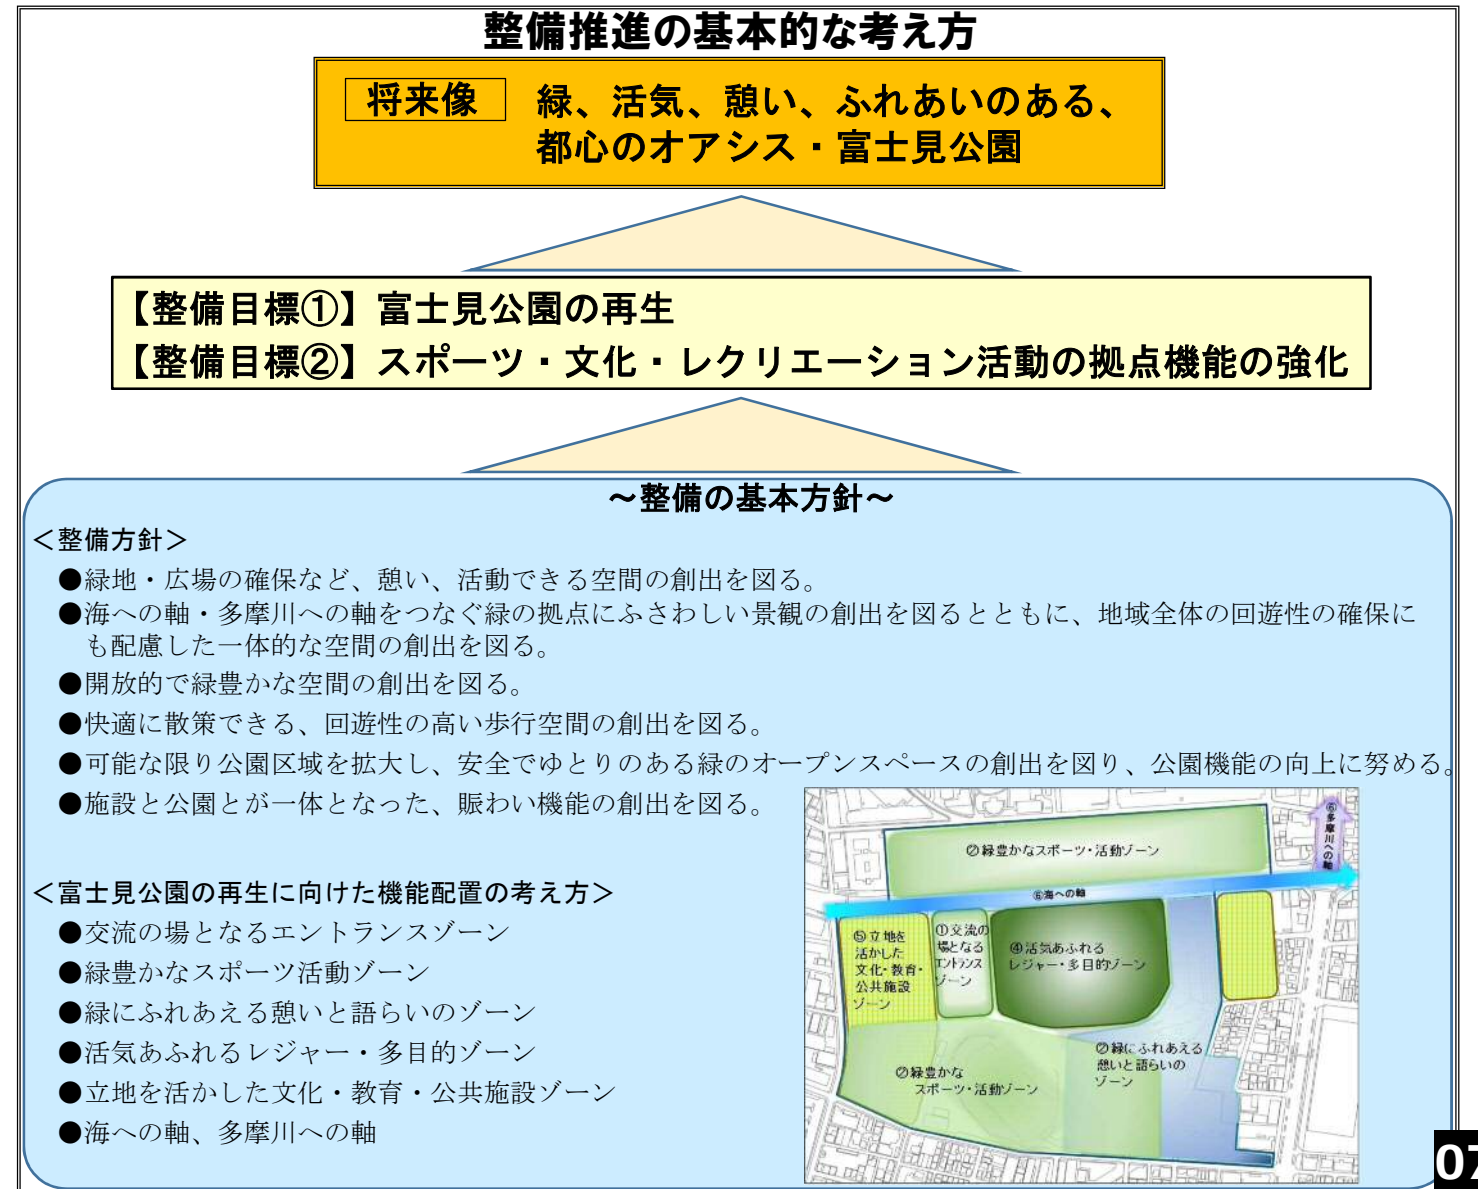 整備推進の基本的な考え方
将来像
緑、活気、憩い、ふれあいのある、
都心のオアシス・富士見公園
【整備目標①】富士見公園の再生
【整備目標②】スポーツ・文化・レクリエーション活動の拠点機能の強化
～整備の基本方針～
＜整備方針＞
●緑地・広場の確保など、憩い、活動できる空間の創出を図る。
●海への軸・多摩川への軸をつなぐ緑の拠点にふさわしい景観の創出を図るとともに、地域全体の回遊性の確保に
も配慮した一体的な空間の創出を図る。
●開放的で緑豊かな空間の創出を図る。
●快適に散策できる、回遊性の高い歩行空間の創出を図る。
●可能な限り公園区域を拡大し、安全でゆとりのある緑のオープンスペースの創出を図り、公園機能の向上に努める。
●施設と公園とが一体となった、賑わい機能の創出を図る。
＜富士見公園の再生に向けた機能配置の考え方＞
●交流の場となるエントランスゾーン
●緑豊かなスポーツ活動ゾーン
●緑にふれあえる憩いと語らいのゾーン
●活気あふれるレジャー・多目的ゾーン
●立地を活かした文化・教育・公共施設ゾーン
●海への軸、多摩川への軸
⑥多摩川への軸
②緑豊かなスポーツ・活動ゾーン
⑥海への軸
⑤立地を
活かした
文化・教育・
公共施設
ゾーン
①交流の
場となる
エントランス
ゾーン
④活気あふれる
レジャー・多目的ゾーン
②緑豊かな
スポーツ・活動ゾーン
②緑にふれあえる
憩いと語らいの
ゾーン
07